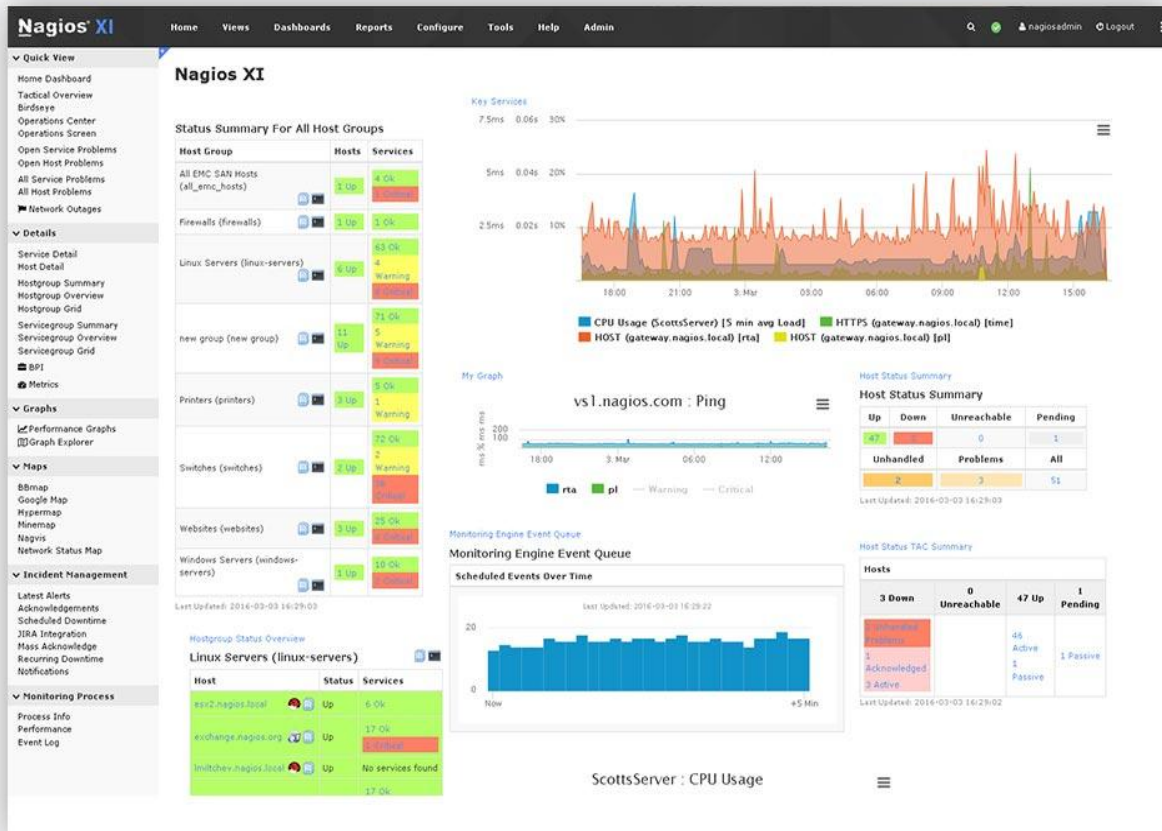 Nagios XI
Home Views Dashboards Reports Configure Tools Help Admin
nagiosadmin Logout
Quick View
Home Dashboard
Tactical Overview
Birdseye
Operations Center
Operations Screen
Open Service Problems
Open Host Problems
All Service Problems
All Host Problems
Network Outages
Details
Service Detail
Host Detail
Hostgroup Summary
Hostgroup Overview
Hostgroup Grid
Servicegroup Summary
Servicegroup Overview
Servicegroup Grid
BPI
Metrics
Graphs
Performance Graphs
Graph Explorer
Maps
BBmap
Google Map
Hypermap
Minemap
Nagvis
Network Status Map
Incident Management
Latest Alerts
Acknowledgements
Scheduled Downtime
JIRA Integration
Mass Acknowledge
Recurring Downtime
Notifications
Monitoring Process
Process Info
Performance
Event Log
Nagios XI
Status Summary For All Host Groups
Host Group Hosts Services
All EMC SAN Hosts
(all_emc_hosts)
1 Up
4 Ok
Critical
Firewalls (firewalls) 1 Up 1 Ok
Linux Servers (linux-servers)
6 Up
63 Ok
4
Warning
Critical
new group (new group)
11
Up
71 Ok
5
Warning
Critical
Printers (printers)
3 Up
5 Ok
1
Warning
Switches (switches)
2 Up
72 Ok
2
Warning
Critical
Websites (websites)
3 Up
25 Ok
Critical
Windows Servers (windows-
servers)
1 Up
10 Ok
Critical
Last Updated: 2016-03-03 16:29:03
Hostgroup Status Overview
Linux Servers (linux-servers)
Host Status Services
esx2.nagios.local Up 6 Ok
exchange.nagios.org Up
17 Ok
1 Critical
lmiltchev.nagios.local Up No services found
17 Ok
Key Services
7.5ms 0.06s 30%
5ms 0.04s 20%
2.5ms 0.02s 10%
18:00 21:00 3. Mar 03:00 06:00 09:00 12:00 15:00
CPU Usage (ScottsServer) [5 min avg Load] HTTPS (gateway.nagios.local) [time]
HOST (gateway.nagios.local) [rta] HOST (gateway.nagios.local) [pl]
My Graph
vs1.nagios.com : Ping
ms % ms ms
200
100
18:00 3. Mar 06:00 12:00
rta pl Warning Critical
Monitoring Engine Event Queue
Monitoring Engine Event Queue
Scheduled Events Over Time
Last Updated: 2016-03-03 16:29:22
20
0
Now +5 Min
ScottsServer : CPU Usage
Host Status Summary
Host Status Summary
Up Down Unreachable Pending
47 0 1
Unhandled Problems All
2 3 51
Last Updated: 2016-03-03 16:29:03
Host Status TAC Summary
Hosts
3 Down
0
Unreachable
47 Up
1
Pending
Unhandled
Problems
1
Acknowledged
3 Active
46
Active
1
Passive
1 Passive
Last Updated: 2016-03-03 16:29:02